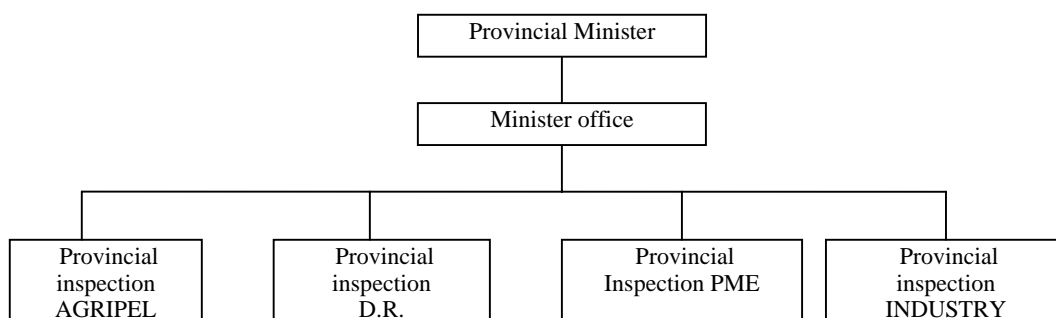 Provincial Minister
Minister office
Provincial
inspection
AGRIPEL
Provincial
inspection
D.R.
Provincial
Inspection PME
Provincial
inspection
INDUSTRY